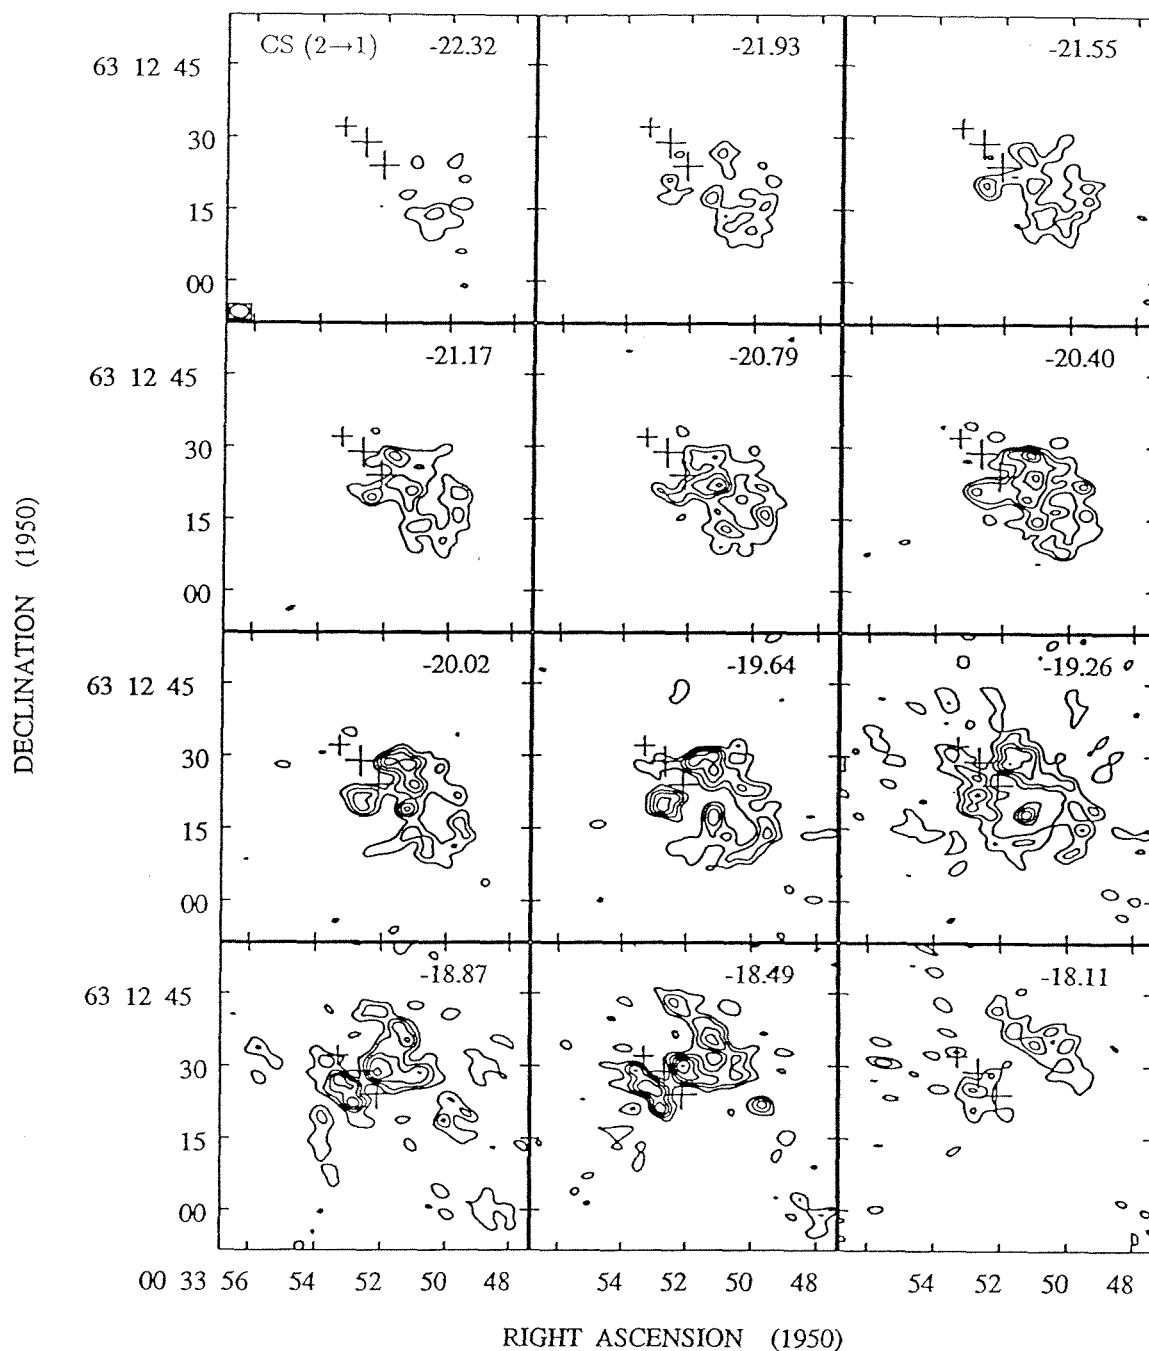 CS (2→1) -22.32 -21.93 -21.55
63 12 45
30
15
00
-21.17 -20.79 -20.40
63 12 45
30
15
00
-20.02 -19.64 -19.26
63 12 45
30
15
00
-18.87 -18.49 -18.11
63 12 45
30
15
00
00 33 56 54 52 50 48 54 52 50 48 54 52 50 48
DECLINATION (1950)
RIGHT ASCENSION (1950)